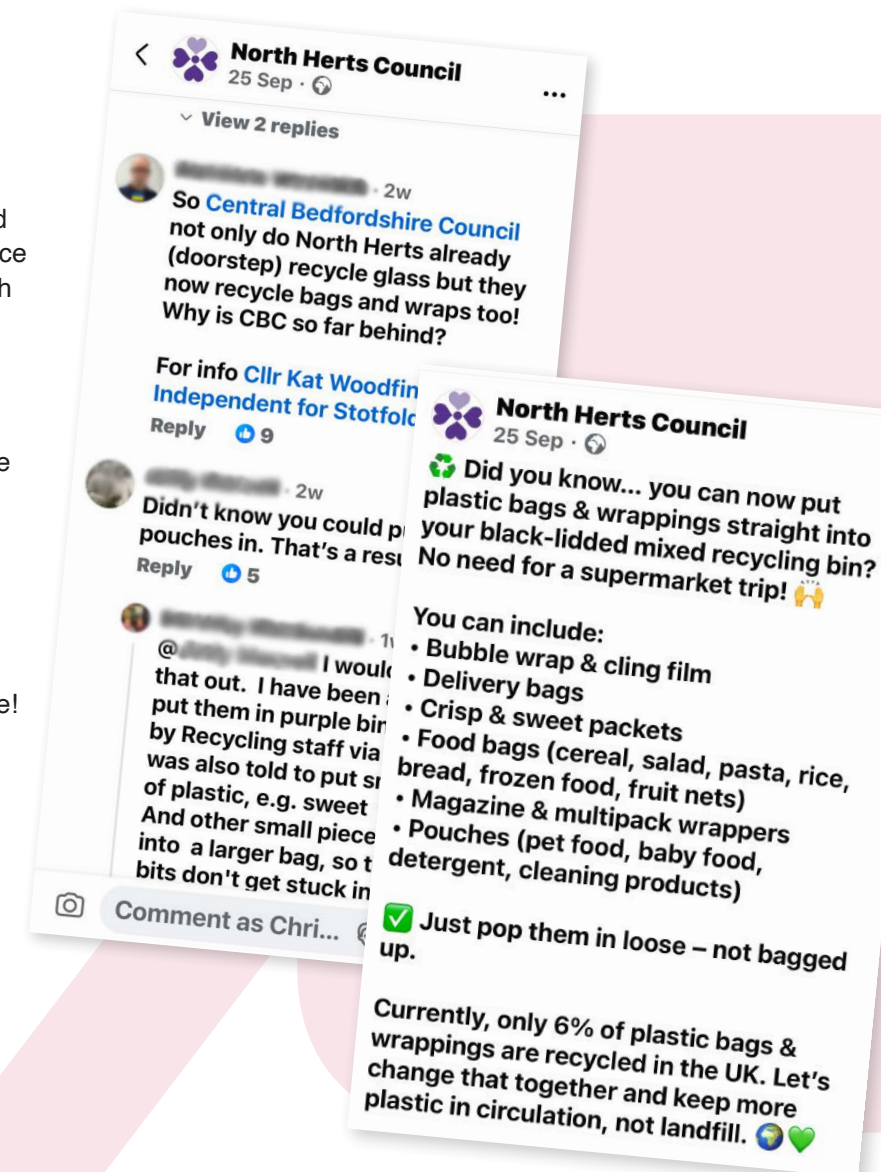 North Herts Council
25 Sep ·
View 2 replies
· 2w
So Central Bedfordshire Council
not only do North Herts already
(doorstep) recycle glass but they
now recycle bags and wraps too!
Why is CBC so far behind?
For info Cllr Kat Woodfin
Independent for Stotfold
Reply 9
· 2w
Didn't know you could
pouches in. That's a
Reply 5
@ I would
that out. I have been
put them in purple bin
by Recycling staff via
was also told to put
of plastic, e.g. sweet
And other small piece
into a larger bag, so
bits don't get stuck in
Comment as Chri...
North Herts Council
25 Sep ·
♻️ Did you know... you can now put
plastic bags & wrappings straight into
your black-lidded mixed recycling bin?
No need for a supermarket trip! 🙌
You can include:
• Bubble wrap & cling film
• Delivery bags
• Crisp & sweet packets
• Food bags (cereal, salad, pasta, rice,
bread, frozen food, fruit nets)
• Magazine & multipack wrappers
• Pouches (pet food, baby food,
detergent, cleaning products)
✅ Just pop them in loose – not bagged
up.
Currently, only 6% of plastic bags &
wrappings are recycled in the UK. Let's
change that together and keep more
plastic in circulation, not landfill. 🌍💚